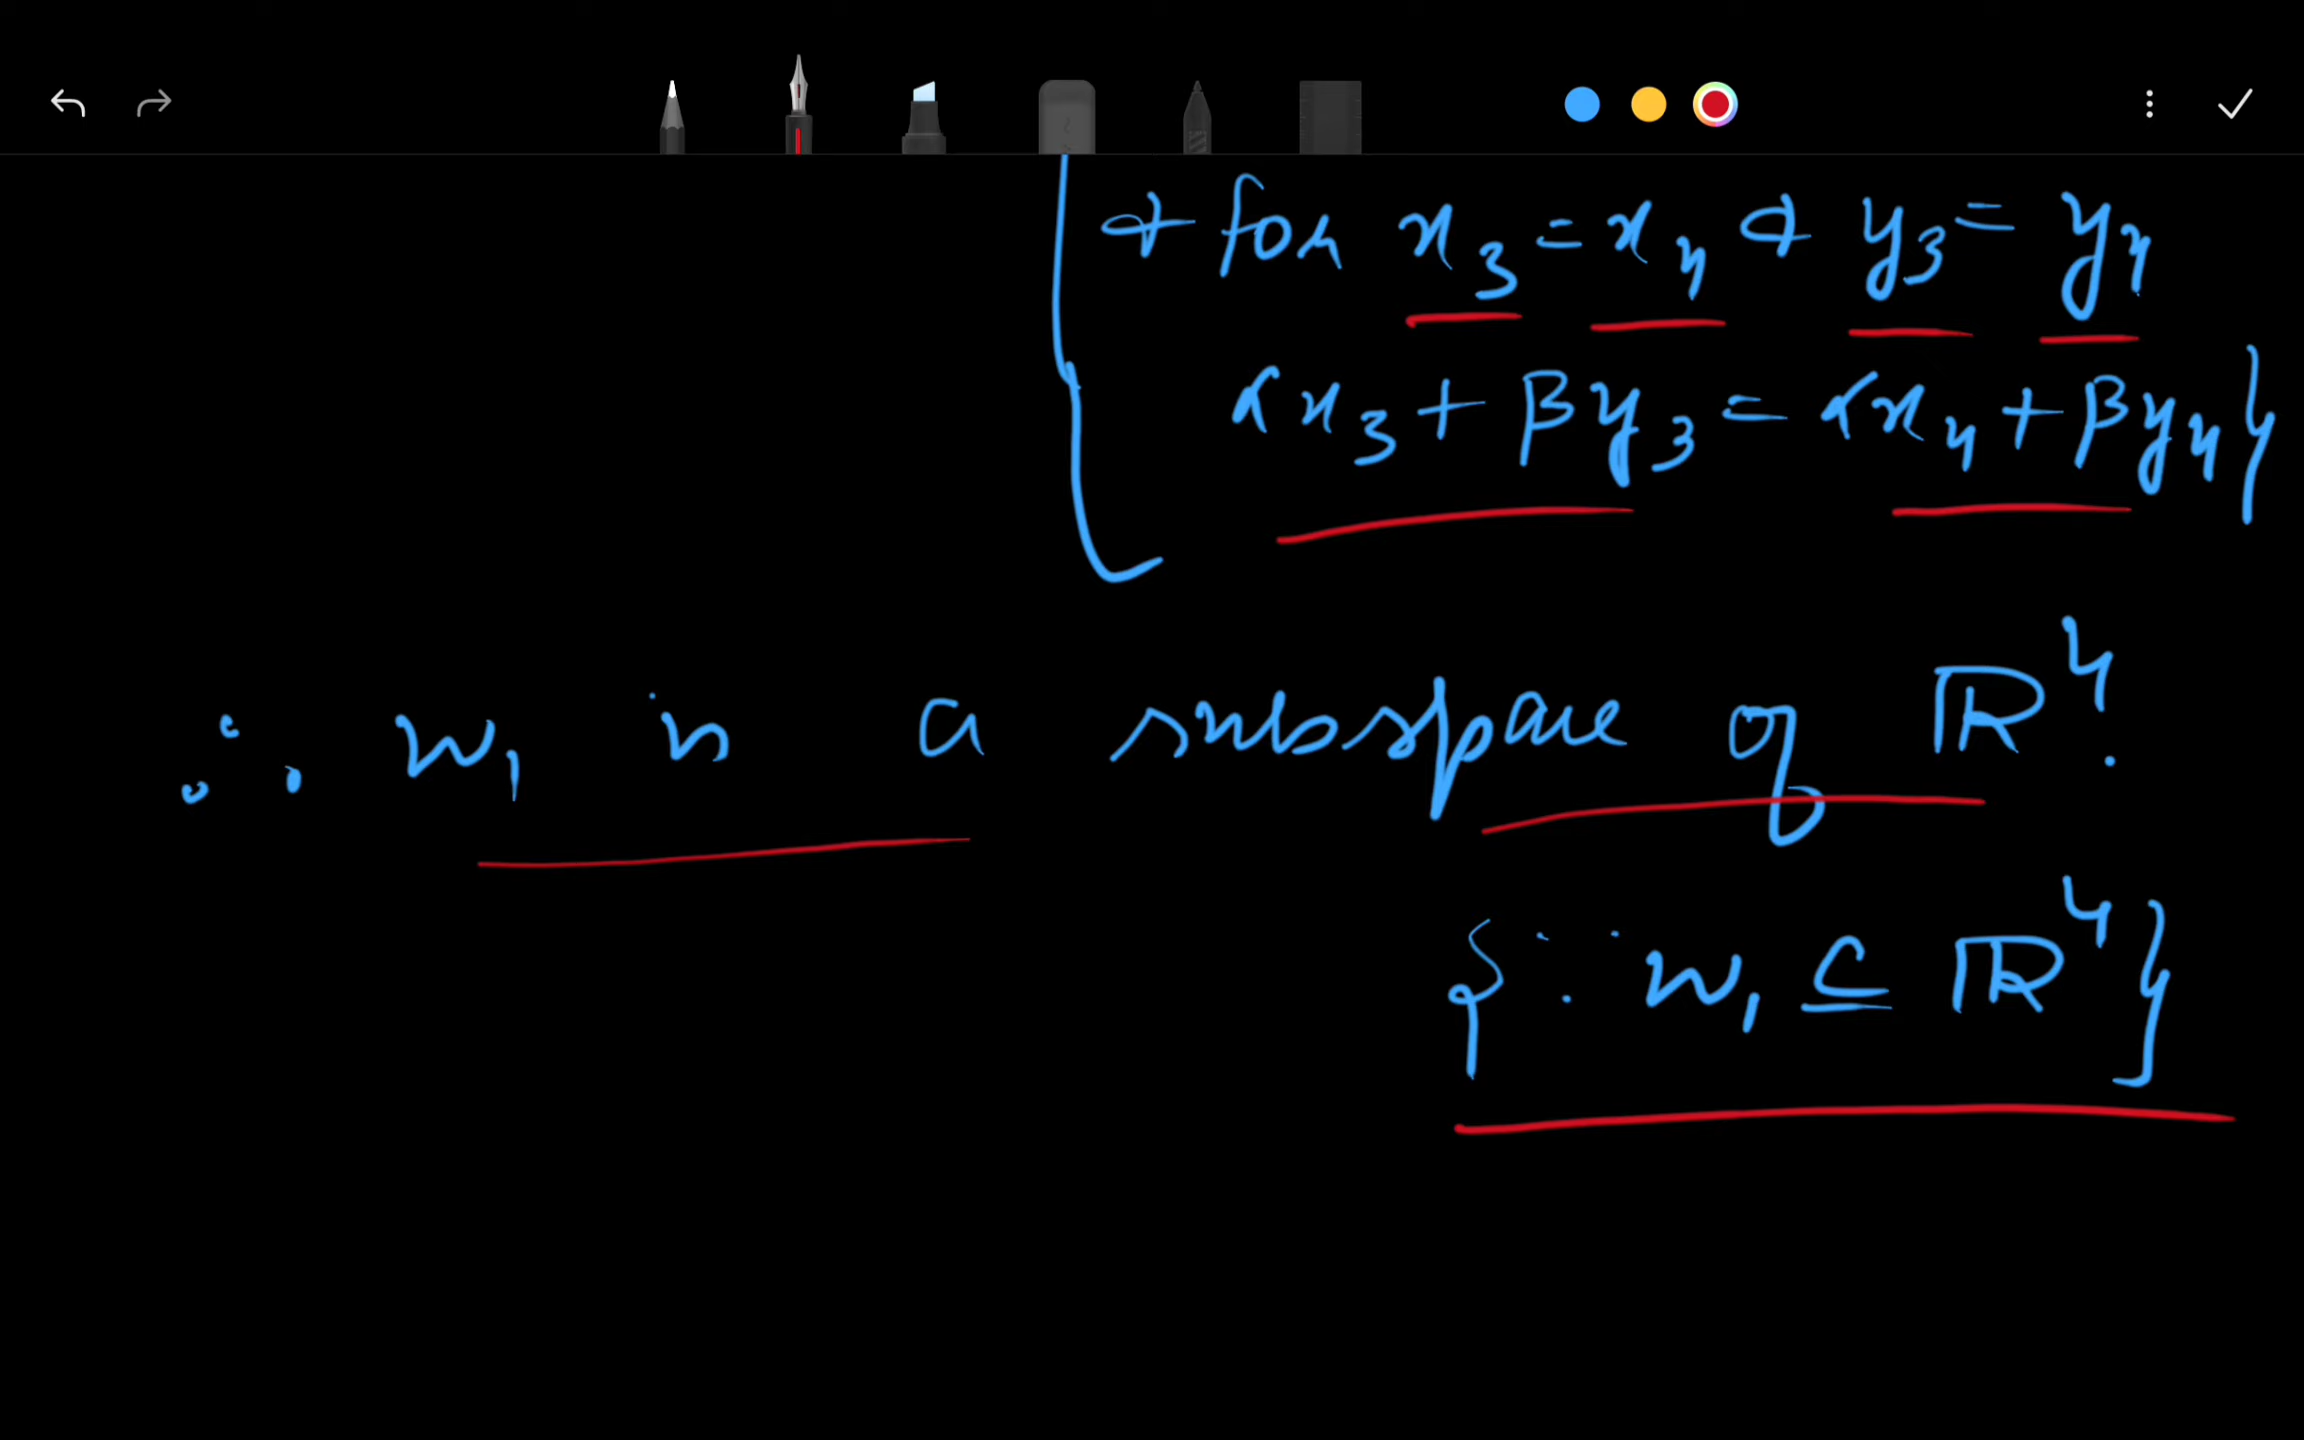 & for x₃ = x₄ & y₃ = y₄
αx₃ + βy₃ = αx₄ + βy₄}
∴ W₁ is a subspace of ℝ⁴.
{∵ W₁ ⊆ ℝ⁴}